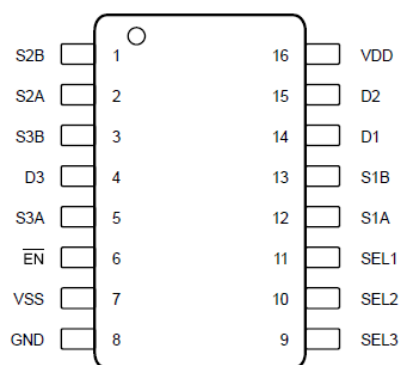 S2B 1 16 VDD
S2A 2 15 D2
S3B 3 14 D1
D3 4 13 S1B
S3A 5 12 S1A
E̅N̅ 6 11 SEL1
VSS 7 10 SEL2
GND 8 9 SEL3